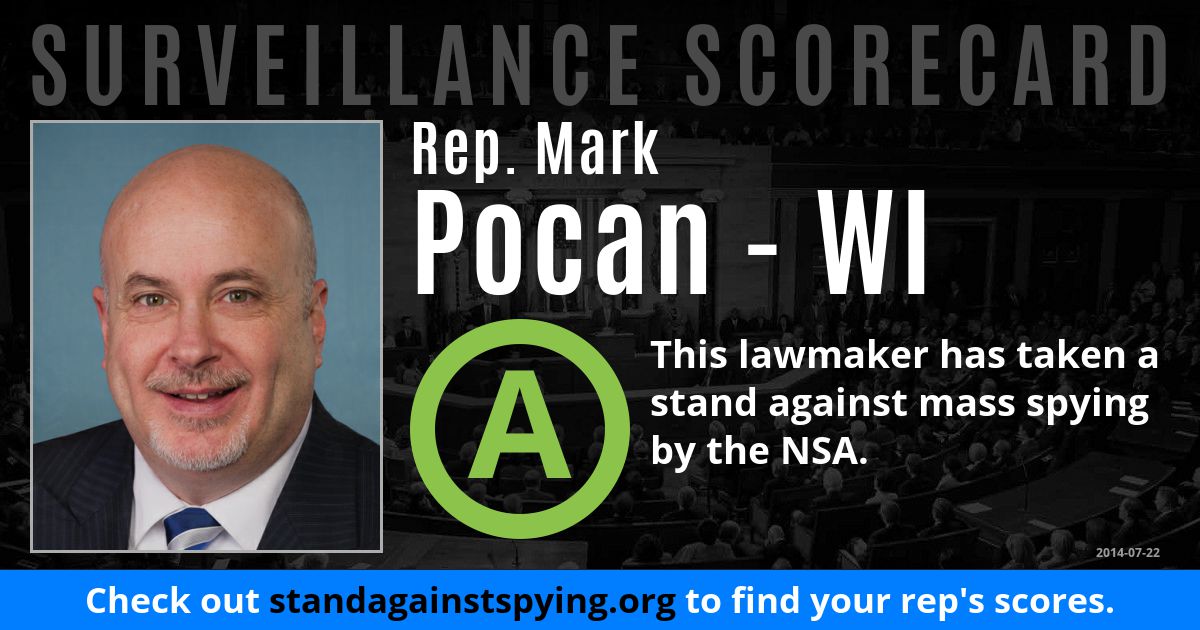 SURVEILLANCE SCORECARD
Rep. Mark
Pocan - WI
A
This lawmaker has taken a
stand against mass spying
by the NSA.
2014-07-22
Check out standagainstspying.org to find your rep's scores.